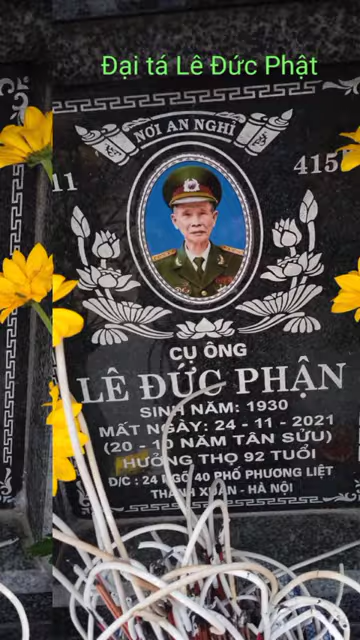 Đại tá Lê Đức Phật
NƠI AN NGHỈ
11
415
CỤ ÔNG
LÊ ĐỨC PHẬN
SINH NĂM: 1930
MẤT NGÀY: 24 - 11 - 2021
(20 - 10 NĂM TÂN SỬU)
HƯỞNG THỌ 92 TUỔI
Đ/C : 24 NGÕ 40 PHỐ PHƯƠNG LIỆT
THANH XUÂN - HÀ NỘI